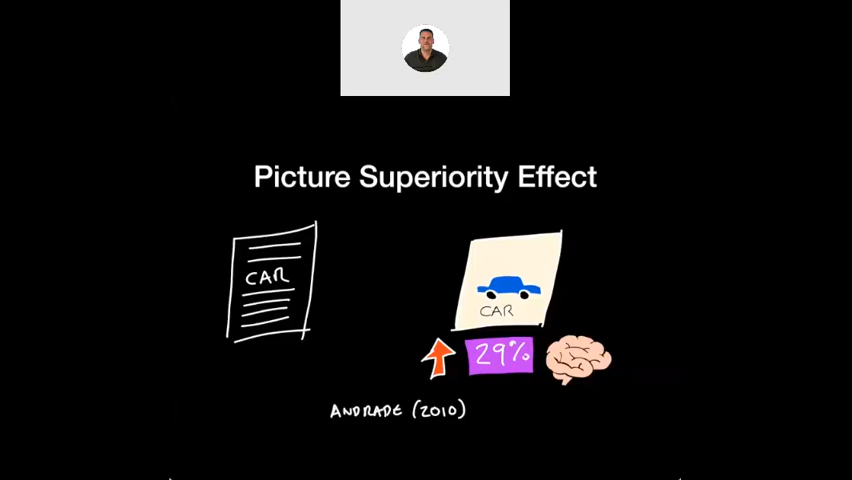 Picture Superiority Effect
CAR
CAR
29%
ANDRADE (2010)